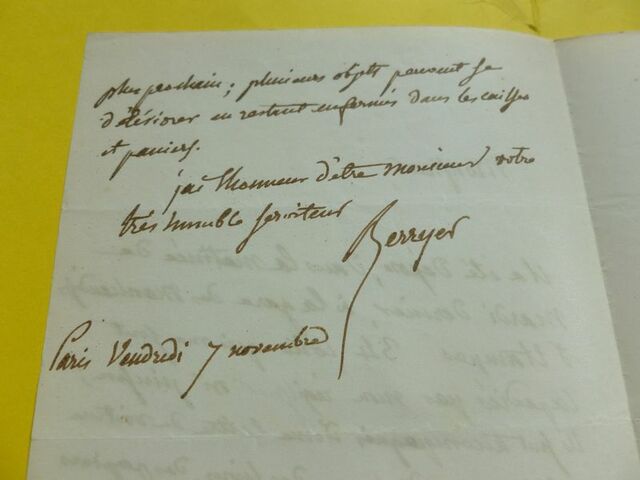 plus prochain; plusieurs objets peuvent se
détériorer en restant enfermés dans les caisses
et paniers.
j'ai l'honneur d'être monsieur votre
très humble serviteur
Berryer
Paris Vendredi 7 novembre